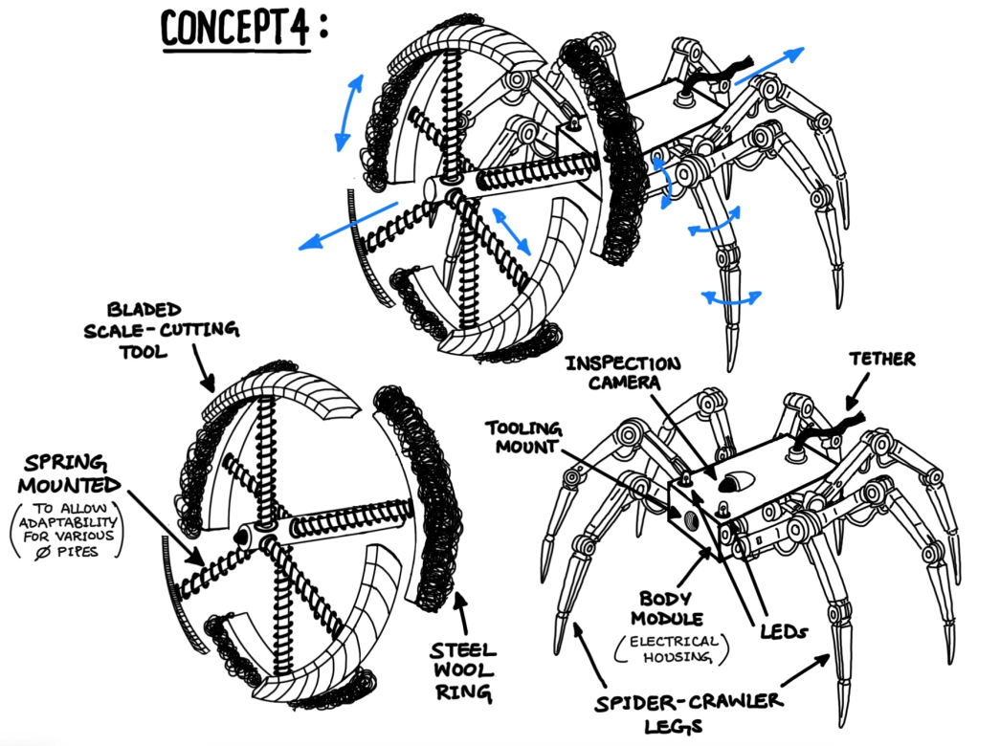 CONCEPT4:
BLADED
SCALE-CUTTING
TOOL
SPRING
MOUNTED
(TO ALLOW
ADAPTABILITY
FOR VARIOUS
Ø PIPES)
STEEL
WOOL
RING
INSPECTION
CAMERA
TETHER
TOOLING
MOUNT
BODY
MODULE
(ELECTRICAL
HOUSING)
LEDs
SPIDER-CRAWLER
LEGS